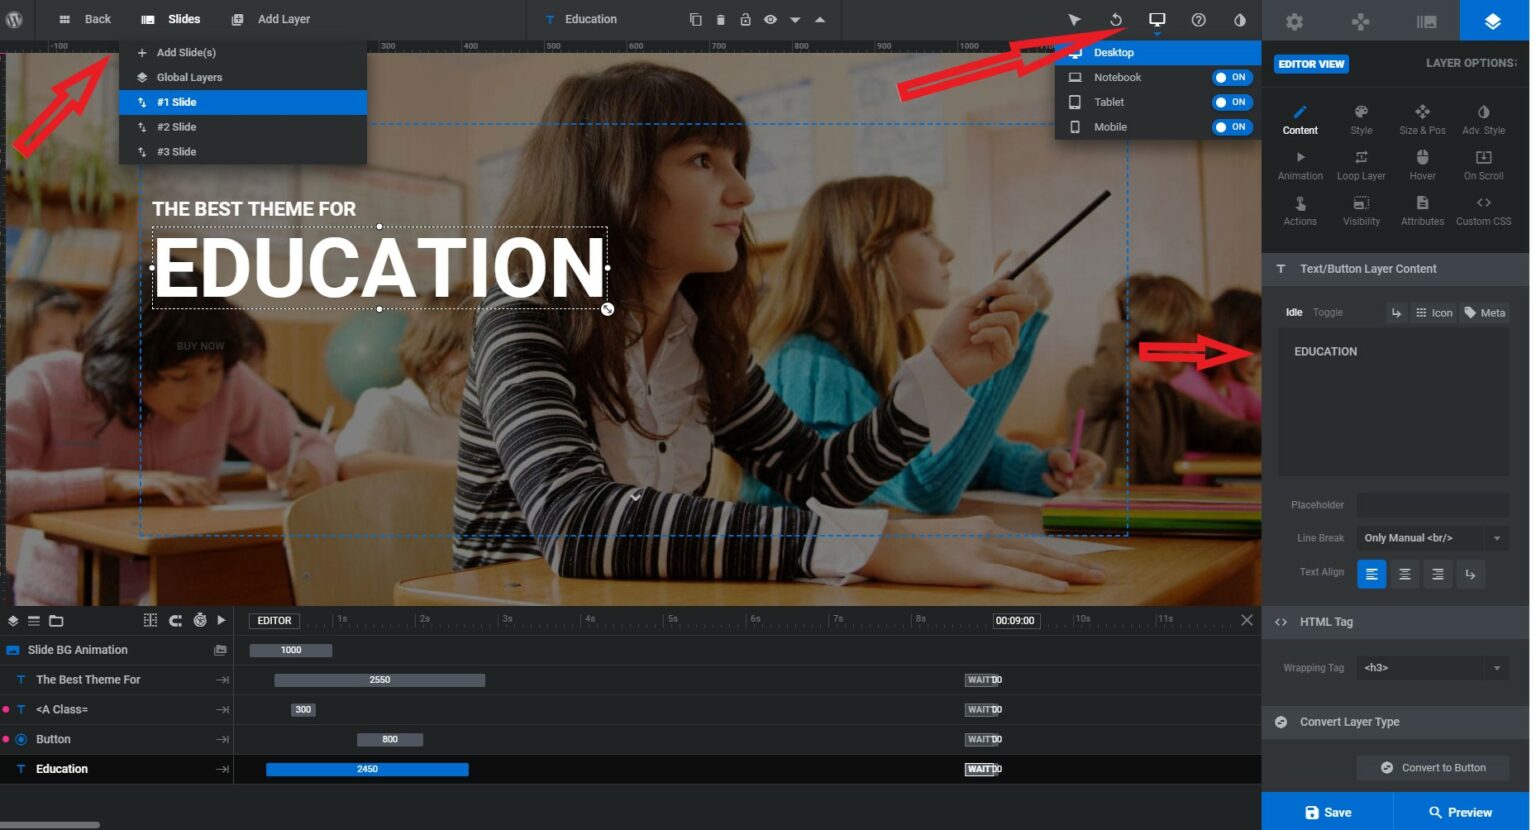 Back
Slides
Add Layer
Education
-100
300
400
500
600
700
800
900
1000
Add Slide(s)
Global Layers
#1 Slide
#2 Slide
#3 Slide
Desktop
Notebook ON
Tablet ON
Mobile ON
THE BEST THEME FOR
EDUCATION
BUY NOW
EDITOR VIEW
LAYER OPTIONS
Content Style Size & Pos Adv. Style
Animation Loop Layer Hover On Scroll
Actions Visibility Attributes Custom CSS
Text/Button Layer Content
Idle Toggle Icon Meta
EDUCATION
Placeholder
Line Break Only Manual <br/>
Text Align
HTML Tag
Wrapping Tag <h3>
Convert Layer Type
Convert to Button
Save Preview
EDITOR 1s 2s 3s 4s 5s 6s 7s 8s 00:09:00 10s 11s
Slide BG Animation 1000
The Best Theme For 2550 WAIT
<A Class= 300 WAIT
Button 800 WAIT
Education 2450 WAIT